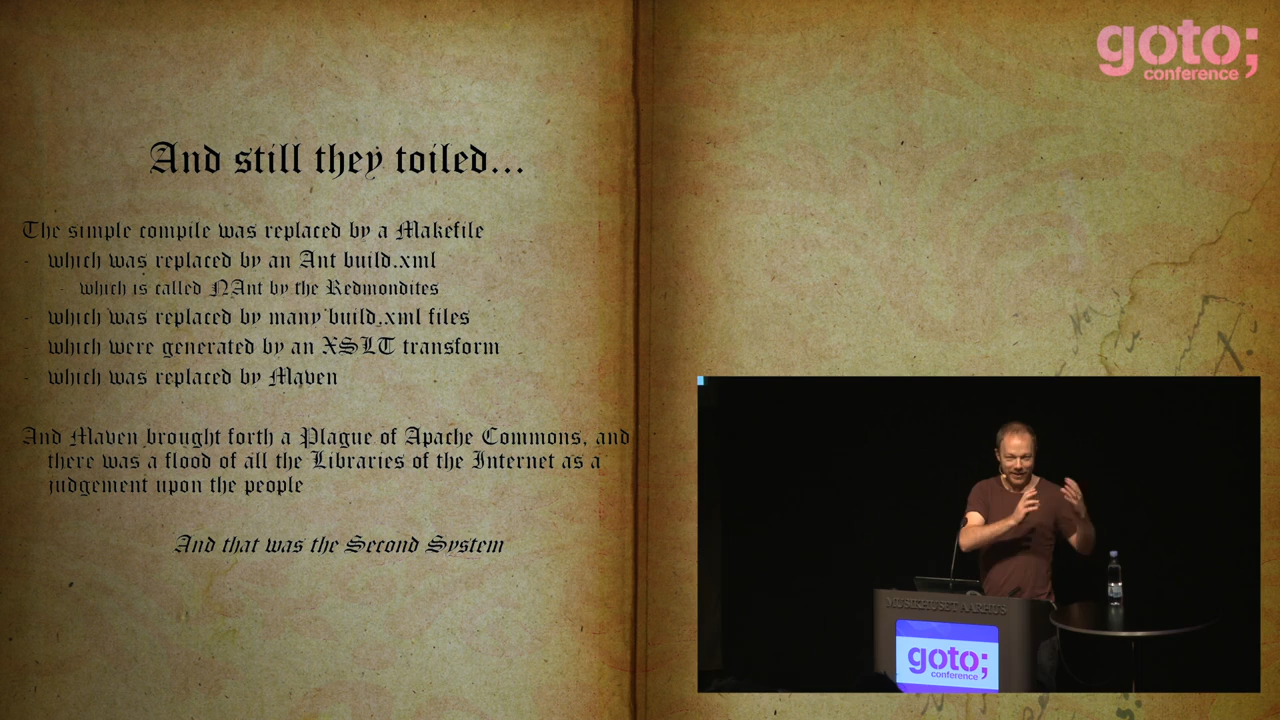 goto;
conference
And still they toiled...
The simple compile was replaced by a Makefile
- which was replaced by an Ant build.xml
- which is called NAnt by the Redmondites
- which was replaced by many build.xml files
- which were generated by an XSLT transform
- which was replaced by Maven
And Maven brought forth a Plague of Apache Commons, and
there was a flood of all the Libraries of the Internet as a
judgement upon the people
And that was the Second System
MUSIKHUSET AARHUS
goto;
conference